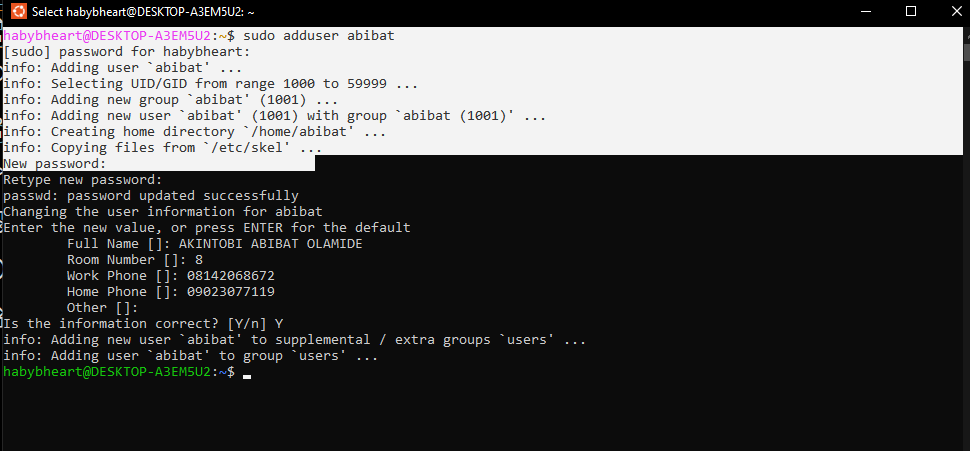 Select habybheart@DESKTOP-A3EM5U2: ~
habybheart@DESKTOP-A3EM5U2:~$ sudo adduser abibat
[sudo] password for habybheart:
info: Adding user `abibat' ...
info: Selecting UID/GID from range 1000 to 59999 ...
info: Adding new group `abibat' (1001) ...
info: Adding new user `abibat' (1001) with group `abibat (1001)' ...
info: Creating home directory `/home/abibat' ...
info: Copying files from `/etc/skel' ...
New password:
Retype new password:
passwd: password updated successfully
Changing the user information for abibat
Enter the new value, or press ENTER for the default
Full Name []: AKINTOBI ABIBAT OLAMIDE
Room Number []: 8
Work Phone []: 08142068672
Home Phone []: 09023077119
Other []:
Is the information correct? [Y/n] Y
info: Adding new user `abibat' to supplemental / extra groups `users' ...
info: Adding user `abibat' to group `users' ...
habybheart@DESKTOP-A3EM5U2:~$